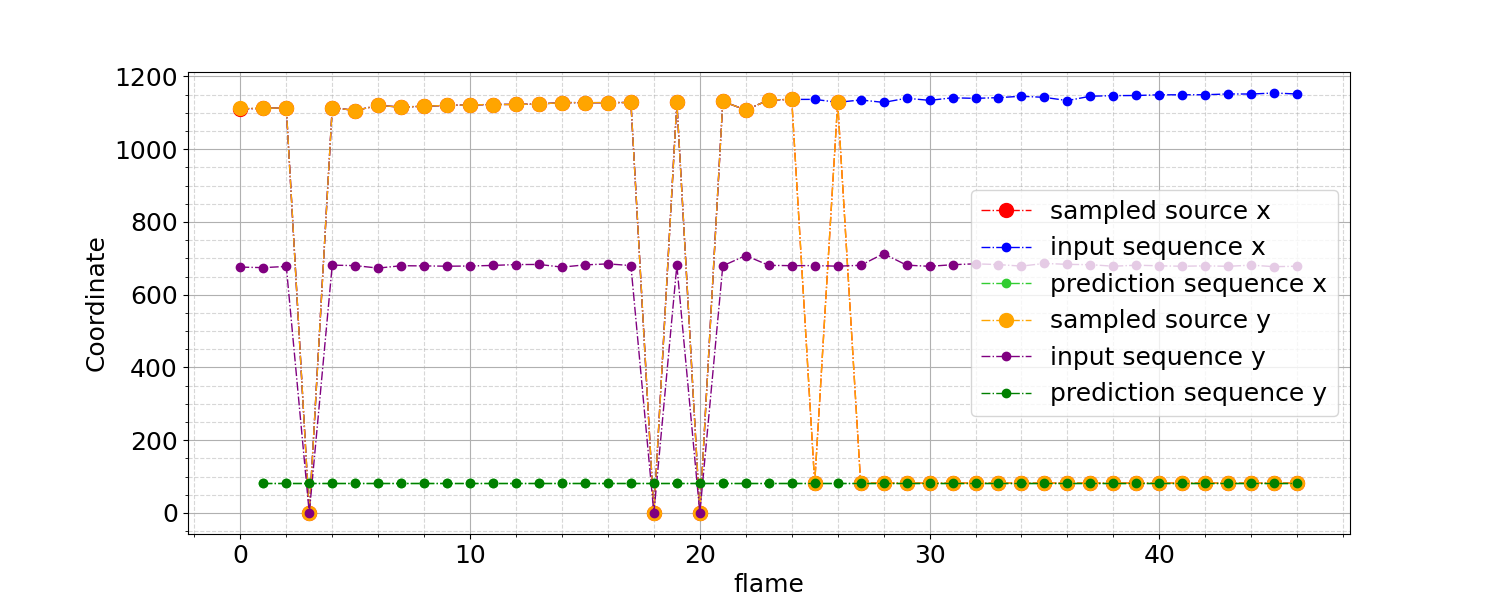 1200
1000
800
600
400
200
0
Coordinate
sampled source x
input sequence x
prediction sequence x
sampled source y
input sequence y
prediction sequence y
0 10 20 30 40
flame